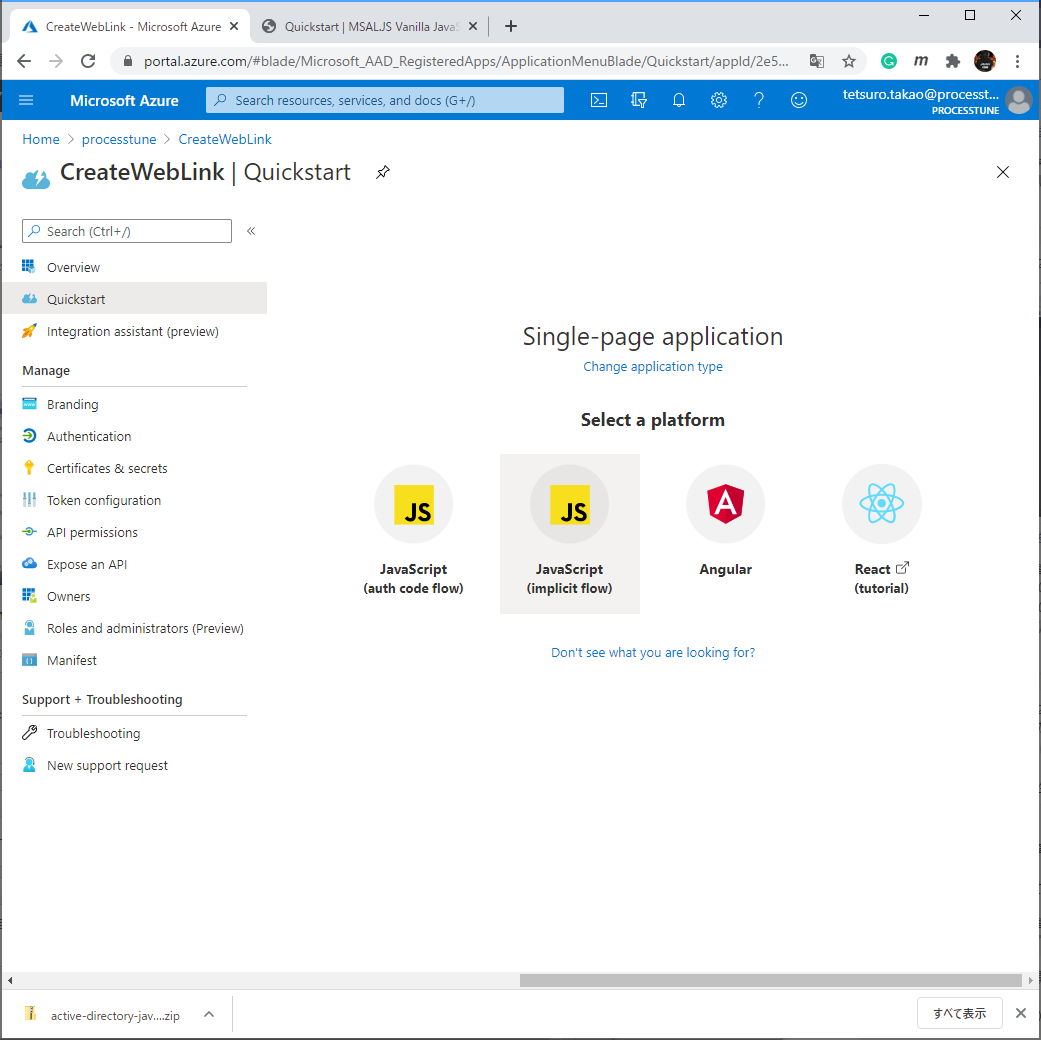 CreateWebLink - Microsoft Azure
Quickstart | MSALJS Vanilla JavaS
portal.azure.com/#blade/Microsoft_AAD_RegisteredApps/ApplicationMenuBlade/Quickstart/appId/2e5...
m
Microsoft Azure
Search resources, services, and docs (G+/)
tetsuro.takao@processt...
PROCESSTUNE
Home > processtune > CreateWebLink
CreateWebLink | Quickstart
Search (Ctrl+/)
«
Overview
Quickstart
Integration assistant (preview)
Manage
Branding
Authentication
Certificates & secrets
Token configuration
API permissions
Expose an API
Owners
Roles and administrators (Preview)
Manifest
Support + Troubleshooting
Troubleshooting
New support request
Single-page application
Change application type
Select a platform
JS
JavaScript
(auth code flow)
JS
JavaScript
(implicit flow)
A
Angular
React
(tutorial)
Don't see what you are looking for?
active-directory-jav....zip
すべて表示